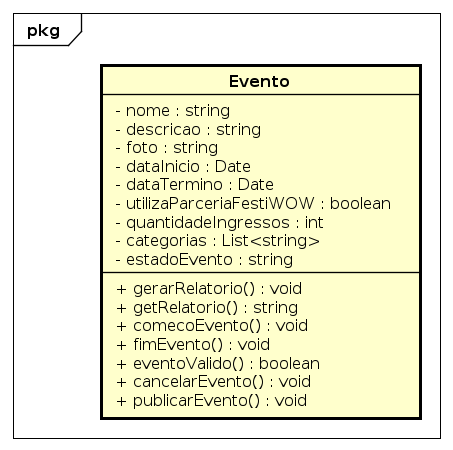 pkg
Evento
- nome : string
- descricao : string
- foto : string
- dataInicio : Date
- dataTermino : Date
- utilizaParceriaFestiWOW : boolean
- quantidadeIngressos : int
- categorias : List<string>
- estadoEvento : string
+ gerarRelatorio() : void
+ getRelatorio() : string
+ comecoEvento() : void
+ fimEvento() : void
+ eventoValido() : boolean
+ cancelarEvento() : void
+ publicarEvento() : void